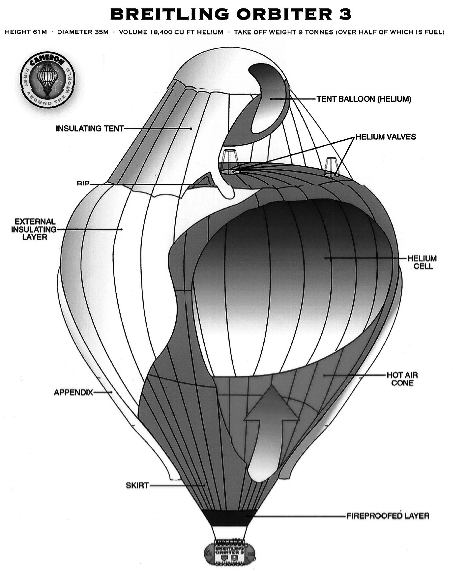 BREITLING ORBITER 3
HEIGHT 61M · DIAMETER 35M · VOLUME 18,400 CU FT HELIUM · TAKE OFF WEIGHT 9 TONNES (OVER HALF OF WHICH IS FUEL)
CAMERON
TENT BALLOON (HELIUM)
INSULATING TENT
HELIUM VALVES
RIP
EXTERNAL
INSULATING
LAYER
HELIUM
CELL
HOT AIR
CONE
APPENDIX
SKIRT
FIREPROOFED LAYER
BREITLING
ORBITER 3